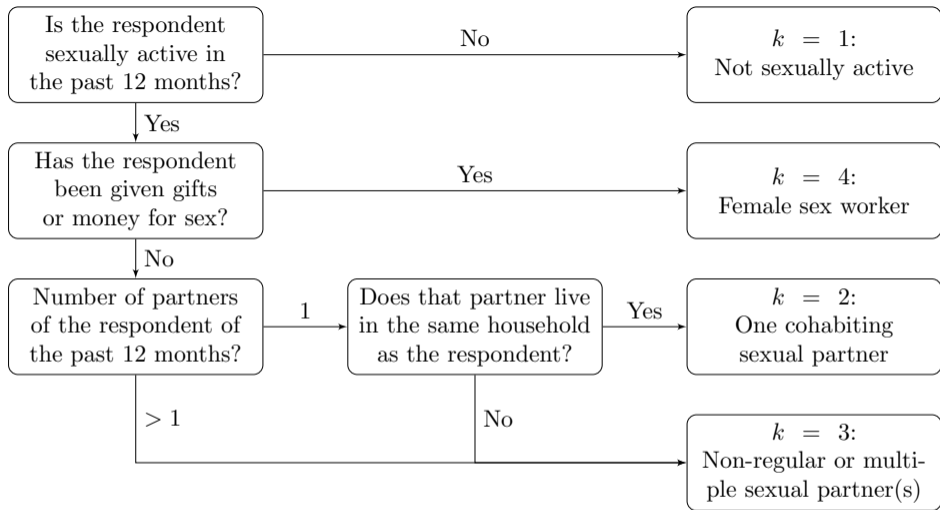 Is the respondent
sexually active in
the past 12 months?
No
k = 1:
Not sexually active
Yes
Has the respondent
been given gifts
or money for sex?
Yes
k = 4:
Female sex worker
No
Number of partners
of the respondent of
the past 12 months?
1
Does that partner live
in the same household
as the respondent?
Yes
k = 2:
One cohabiting
sexual partner
> 1
No
k = 3:
Non-regular or multi-
ple sexual partner(s)